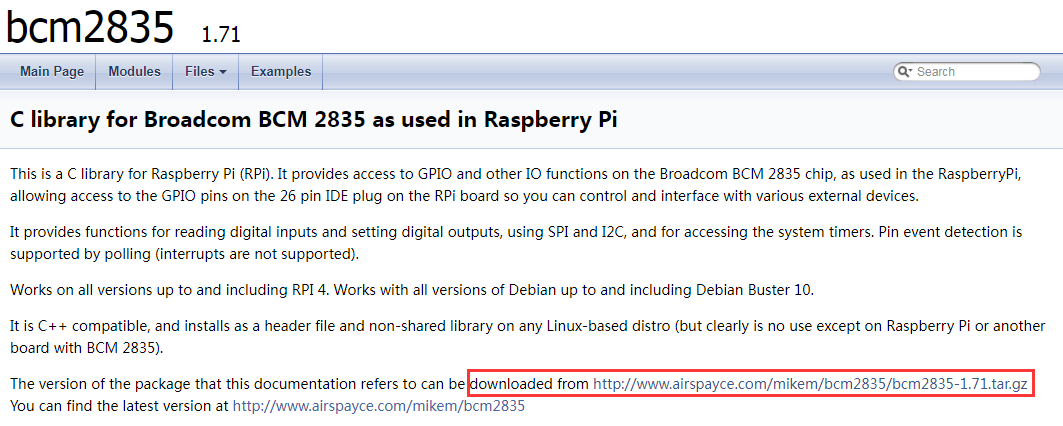 bcm2835 1.71
Main Page Modules Files Examples Search
C library for Broadcom BCM 2835 as used in Raspberry Pi
This is a C library for Raspberry Pi (RPi). It provides access to GPIO and other IO functions on the Broadcom BCM 2835 chip, as used in the RaspberryPi,
allowing access to the GPIO pins on the 26 pin IDE plug on the RPi board so you can control and interface with various external devices.
It provides functions for reading digital inputs and setting digital outputs, using SPI and I2C, and for accessing the system timers. Pin event detection is
supported by polling (interrupts are not supported).
Works on all versions up to and including RPI 4. Works with all versions of Debian up to and including Debian Buster 10.
It is C++ compatible, and installs as a header file and non-shared library on any Linux-based distro (but clearly is no use except on Raspberry Pi or another
board with BCM 2835).
The version of the package that this documentation refers to can be downloaded from http://www.airspayce.com/mikem/bcm2835/bcm2835-1.71.tar.gz
You can find the latest version at http://www.airspayce.com/mikem/bcm2835